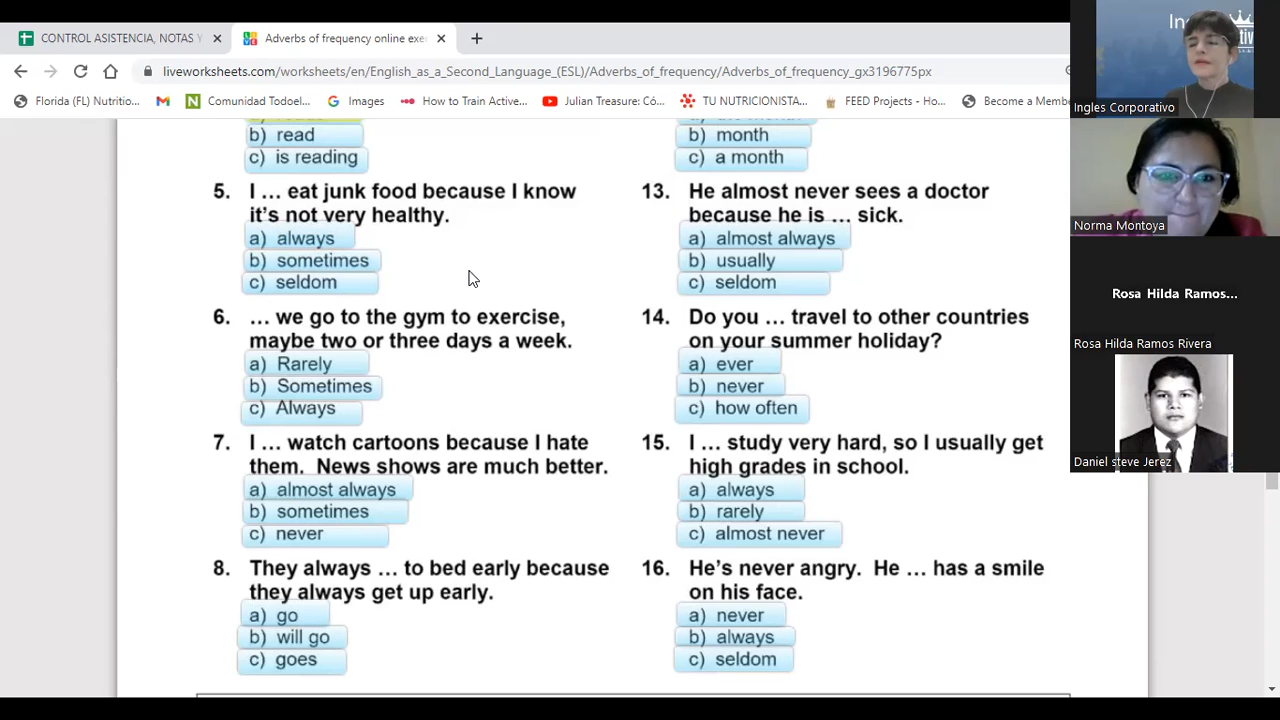 CONTROL ASISTENCIA, NOTAS Y
Adverbs of frequency online exe
liveworksheets.com/worksheets/en/English_as_a_Second_Language_(ESL)/Adverbs_of_frequency/Adverbs_of_frequency_gx3196775px
Florida (FL) Nutritio...
Comunidad Todoel...
Images
How to Train Active...
Julian Treasure: Có...
TU NUTRICIONISTA...
FEED Projects - Ho...
Become a Membe
b) read
c) is reading
5. I ... eat junk food because I know
it's not very healthy.
a) always
b) sometimes
c) seldom
6. ... we go to the gym to exercise,
maybe two or three days a week.
a) Rarely
b) Sometimes
c) Always
7. I ... watch cartoons because I hate
them. News shows are much better.
a) almost always
b) sometimes
c) never
8. They always ... to bed early because
they always get up early.
a) go
b) will go
c) goes
b) month
c) a month
13. He almost never sees a doctor
because he is ... sick.
a) almost always
b) usually
c) seldom
14. Do you ... travel to other countries
on your summer holiday?
a) ever
b) never
c) how often
15. I ... study very hard, so I usually get
high grades in school.
a) always
b) rarely
c) almost never
16. He's never angry. He ... has a smile
on his face.
a) never
b) always
c) seldom
Ingles Corporativo
Norma Montoya
Rosa Hilda Ramos...
Rosa Hilda Ramos Rivera
Daniel steve Jerez